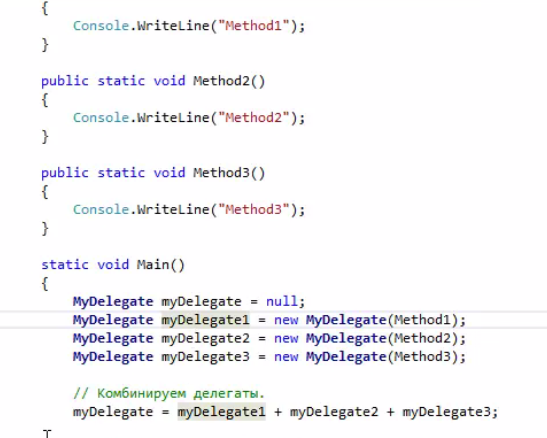 {
Console.WriteLine("Method1");
}
public static void Method2()
{
Console.WriteLine("Method2");
}
public static void Method3()
{
Console.WriteLine("Method3");
}
static void Main()
{
MyDelegate myDelegate = null;
MyDelegate myDelegate1 = new MyDelegate(Method1);
MyDelegate myDelegate2 = new MyDelegate(Method2);
MyDelegate myDelegate3 = new MyDelegate(Method3);
// Комбинируем делегаты.
myDelegate = myDelegate1 + myDelegate2 + myDelegate3;